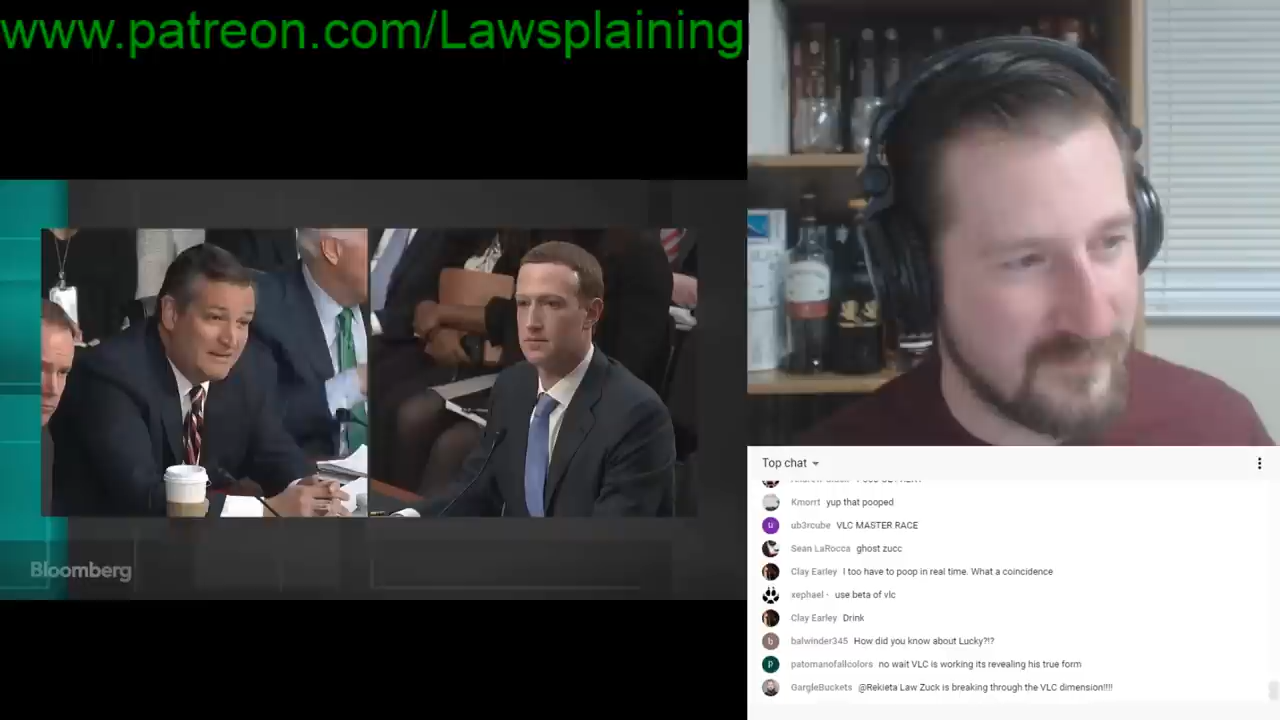 www.patreon.com/Lawsplaining
Bloomberg
Top chat
Kmorrt yup that pooped
ub3rcube VLC MASTER RACE
Sean LaRocca ghost zucc
Clay Earley I too have to poop in real time. What a coincidence
xephael - use beta of vlc
Clay Earley Drink
balwinder345 How did you know about Lucky?!?
patomanofallcolors no wait VLC is working its revealing his true form
GargleBuckets @Rekieta Law Zuck is breaking through the VLC dimension!!!!